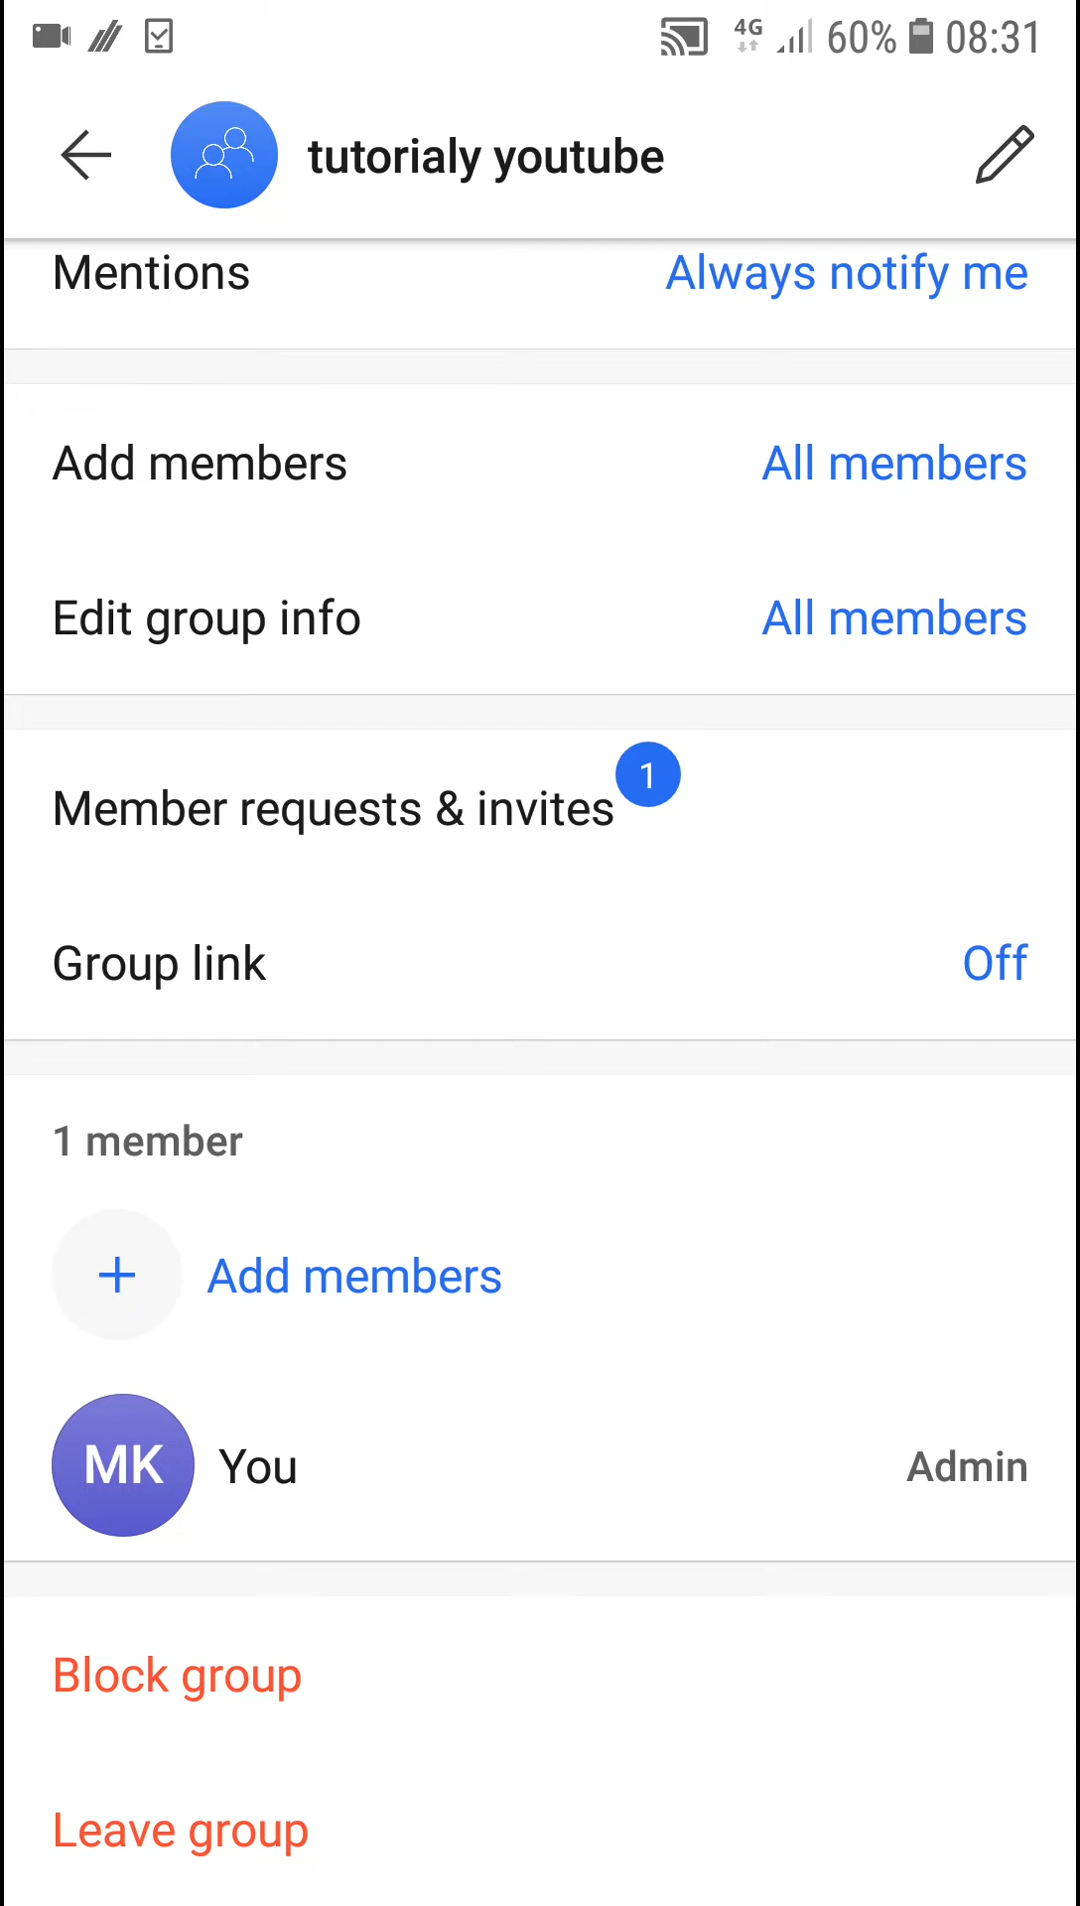 4G 60% 08:31
tutorialy youtube
Mentions Always notify me
Add members All members
Edit group info All members
Member requests & invites 1
Group link Off
1 member
+ Add members
MK You Admin
Block group
Leave group